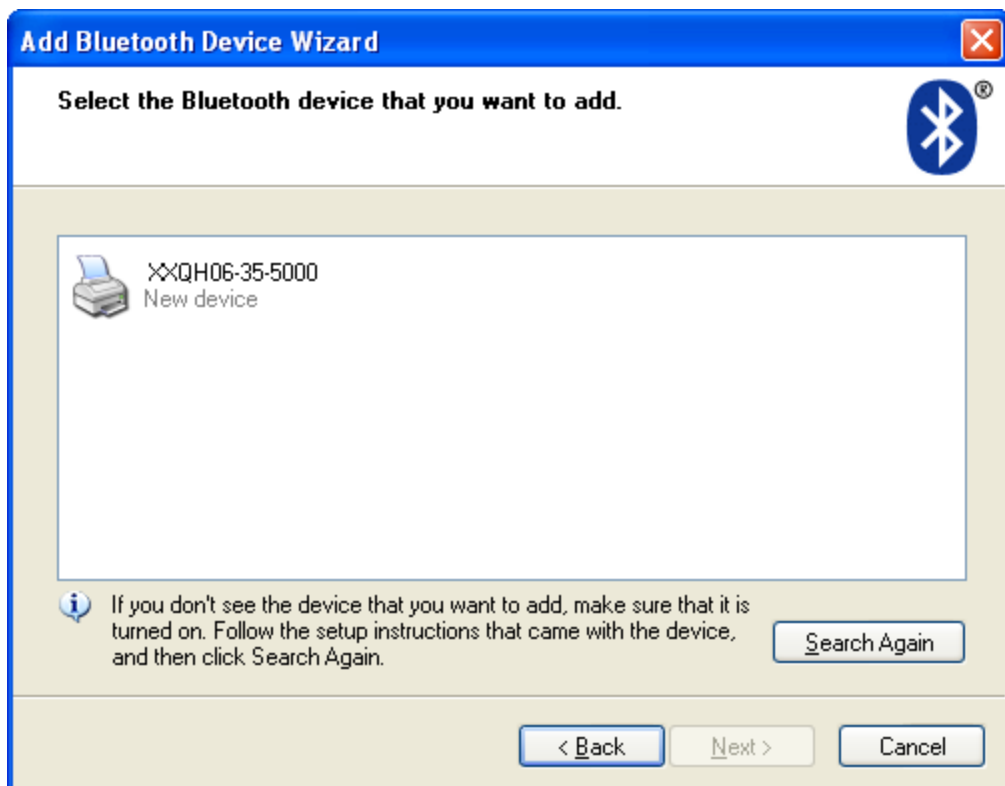 Add Bluetooth Device Wizard
Select the Bluetooth device that you want to add.
®
XXQH06-35-5000
New device
If you don't see the device that you want to add, make sure that it is
turned on. Follow the setup instructions that came with the device,
and then click Search Again.
Search Again
< Back
Next >
Cancel